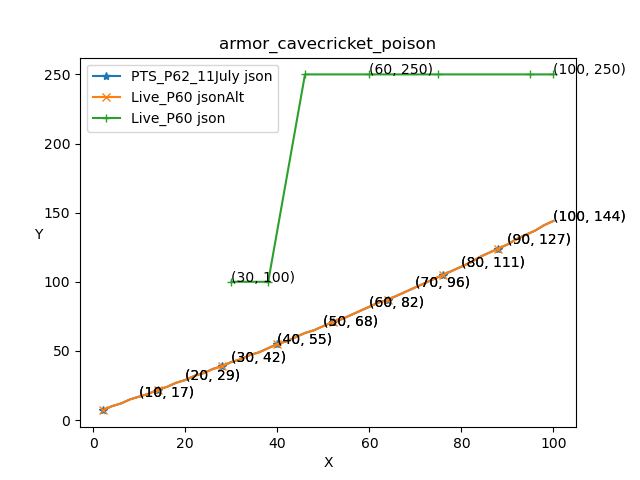 armor_cavecricket_poison
PTS_P62_11July json
Live_P60 jsonAlt
Live_P60 json
(60, 250)
(100, 250)
(30, 100)
(100, 144)
(90, 127)
(80, 111)
(70, 96)
(60, 82)
(50, 68)
(40, 55)
(30, 42)
(20, 29)
(10, 17)
250
200
150
100
50
0
Y
0 20 40 60 80 100
X